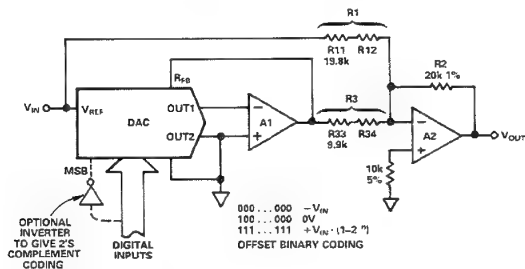 R1
R11
R12
19.8k
RFB
R2
20k 1%
VIN
VREF
DAC
OUT1
OUT2
A1
R3
R33
R34
9.9k
A2
VOUT
MSB
10k
5%
OPTIONAL
INVERTER
TO GIVE 2'S
COMPLEMENT
CODING
DIGITAL
INPUTS
000...000 −VIN
100...000 0V
111...111 +VIN·(1−2⁻ⁿ)
OFFSET BINARY CODING